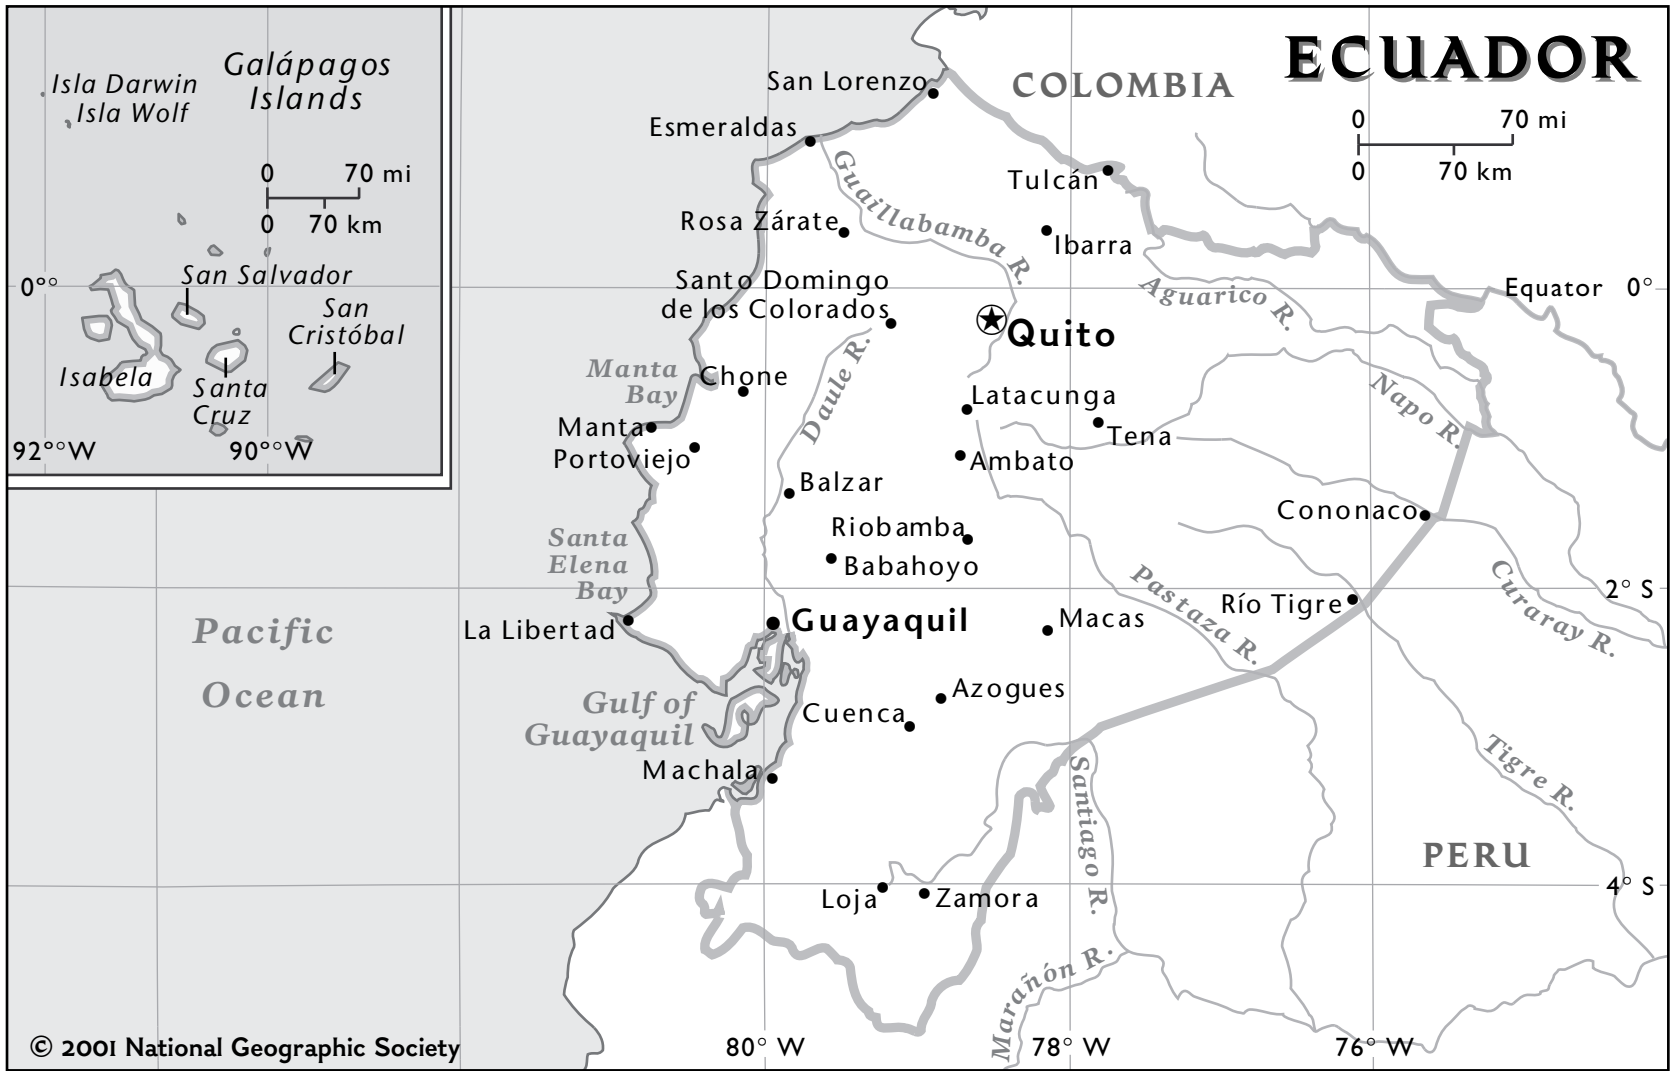 ECUADOR
0 70 mi
0 70 km
Galápagos
Islands
Isla Darwin
Isla Wolf
0 70 mi
0 70 km
San Salvador
San
Cristóbal
0°°
Isabela
Santa
Cruz
92°°W
90°°W
COLOMBIA
San Lorenzo
Esmeraldas
Tulcán
Guaillabamba R.
Rosa Zárate
Ibarra
Santo Domingo
de los Colorados
Aguarico R.
Equator 0°
Quito
Manta
Bay
Chone
Daule R.
Latacunga
Napo R.
Manta
Tena
Portoviejo
Ambato
Balzar
Cononaco
Riobamba
Santa
Elena
Bay
Babahoyo
Pastaza R.
Curaray R.
2° S
Río Tigre
Pacific
Ocean
La Libertad
Guayaquil
Macas
Gulf of
Guayaquil
Azogues
Cuenca
Machala
Santiago R.
Tigre R.
PERU
Loja
Zamora
4° S
Marañón R.
© 2001 National Geographic Society
80° W
78° W
76° W